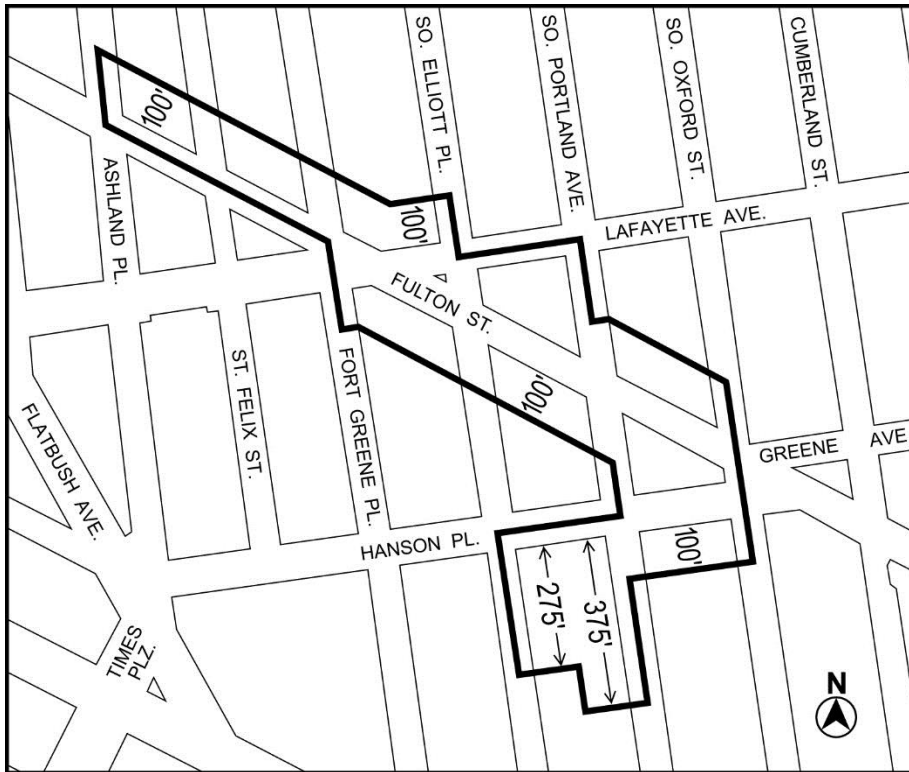 SO. ELLIOTT PL.
SO. PORTLAND AVE.
SO. OXFORD ST.
CUMBERLAND ST.
100'
ASHLAND PL.
100'
LAFAYETTE AVE.
FULTON ST.
ST. FELIX ST.
FORT GREENE PL.
100'
FLATBUSH AVE.
GREENE AVE.
HANSON PL.
100'
275'
375'
TIMES
PLZ.
N